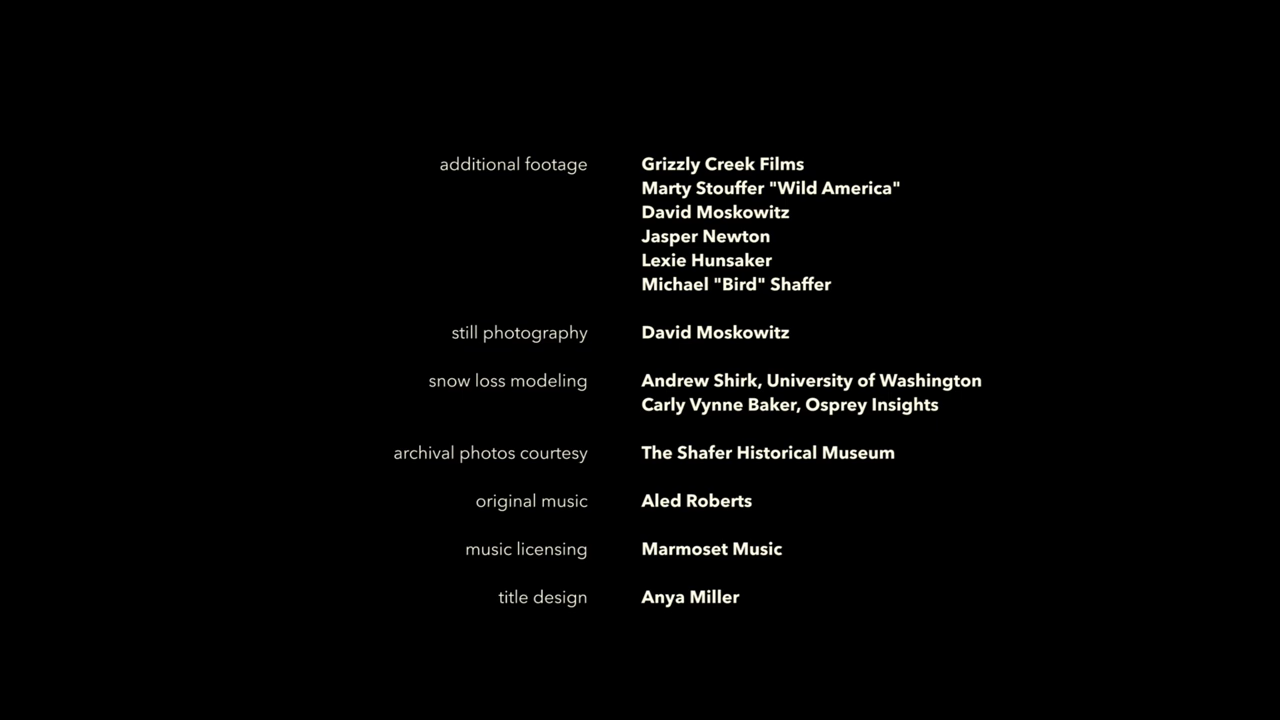 additional footage Grizzly Creek Films
Marty Stouffer "Wild America"
David Moskowitz
Jasper Newton
Lexie Hunsaker
Michael "Bird" Shaffer
still photography David Moskowitz
snow loss modeling Andrew Shirk, University of Washington
Carly Vynne Baker, Osprey Insights
archival photos courtesy The Shafer Historical Museum
original music Aled Roberts
music licensing Marmoset Music
title design Anya Miller